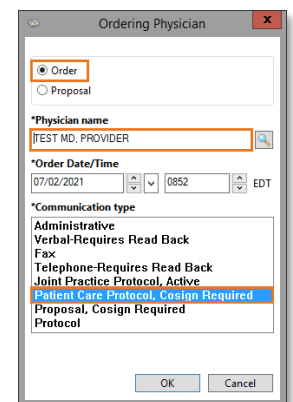 Ordering Physician
x
Order
Proposal
*Physician name
TEST MD, PROVIDER
*Order Date/Time
07/02/2021 0852 EDT
*Communication type
Administrative
Verbal-Requires Read Back
Fax
Telephone-Requires Read Back
Joint Practice Protocol, Active
Patient Care Protocol, Cosign Required
Proposal, Cosign Required
Protocol
OK Cancel